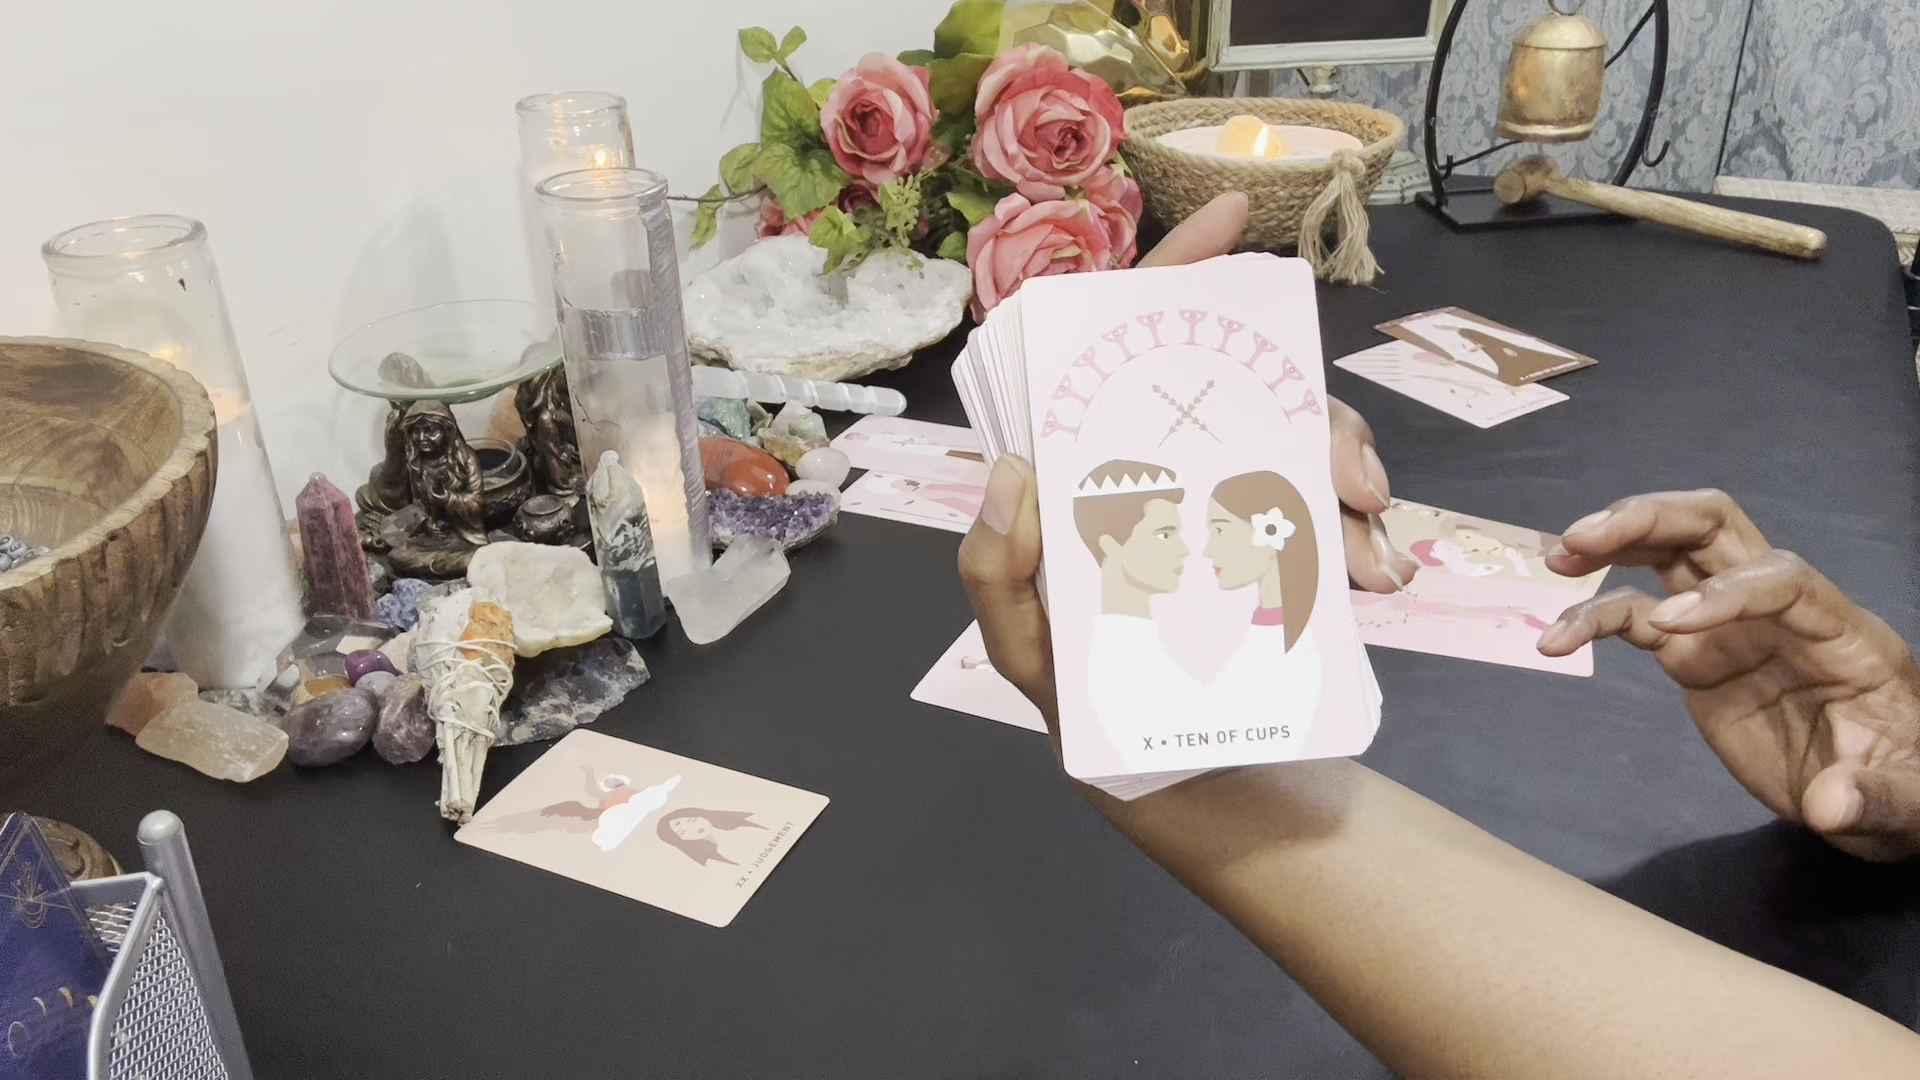 X • TEN OF CUPS
XX • JUDGEMENT